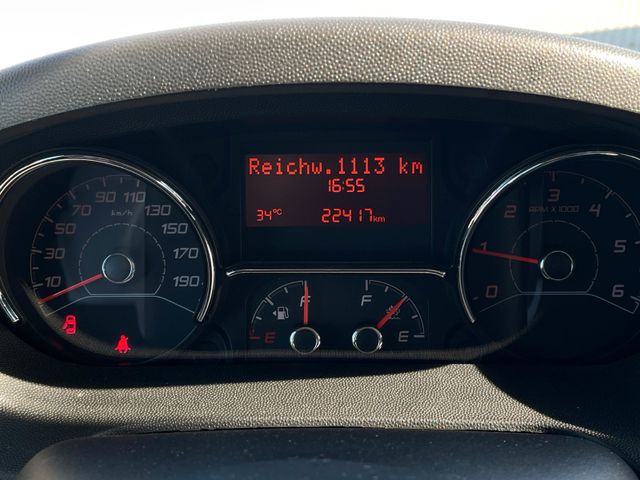 Reichw.1113 km
16:55
34°C 22417km
10 30 50 70 90 110 130 150 170 190
km/h
E F
F E
0 1 2 3 4 5 6
RPM X 1000